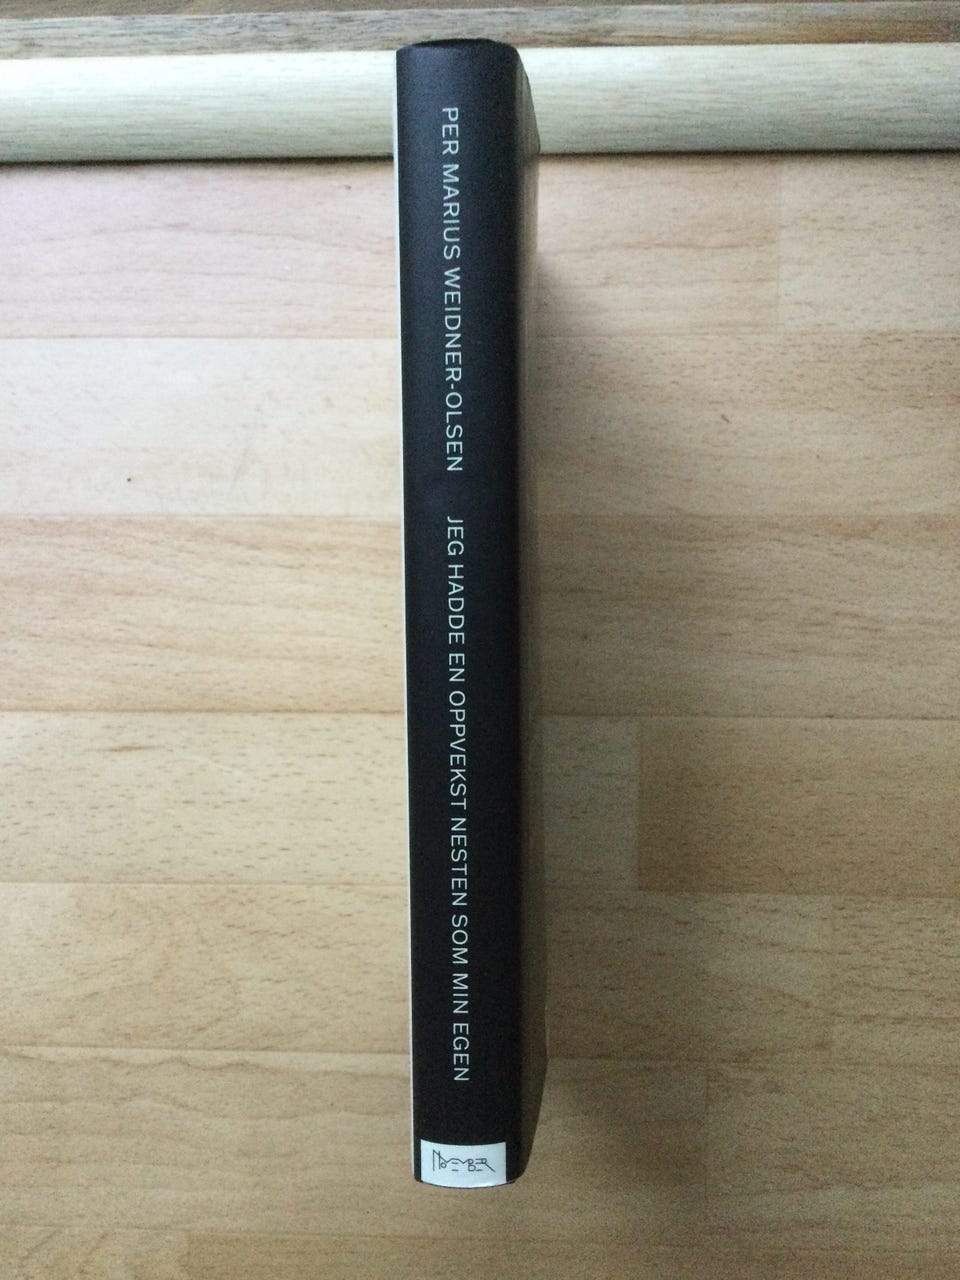 PER MARIUS WEIDNER-OLSEN JEG HADDE EN OPPVEKST NESTEN SOM MIN EGEN